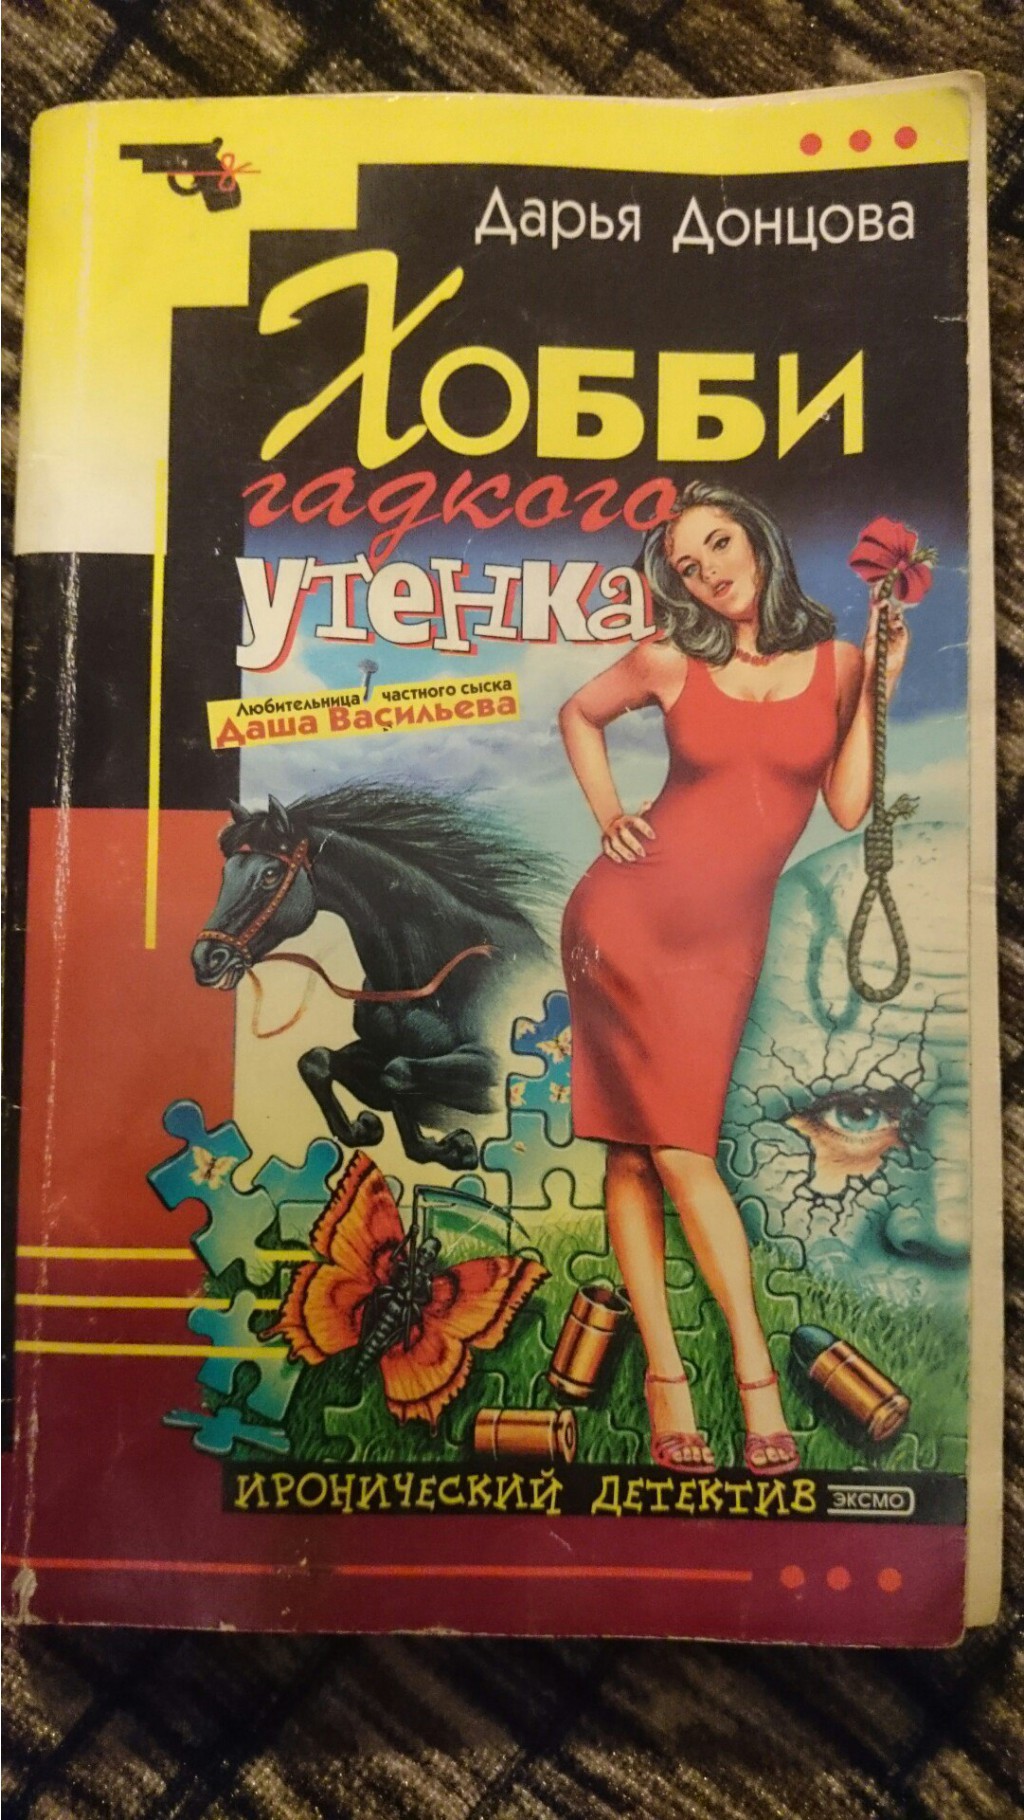 Дарья Донцова
Хобби
гадкого
утенка
Любительница частного сыска
Даша Васильева
ИРОНИЧЕСКИЙ ДЕТЕКТИВ
ЭКСМО